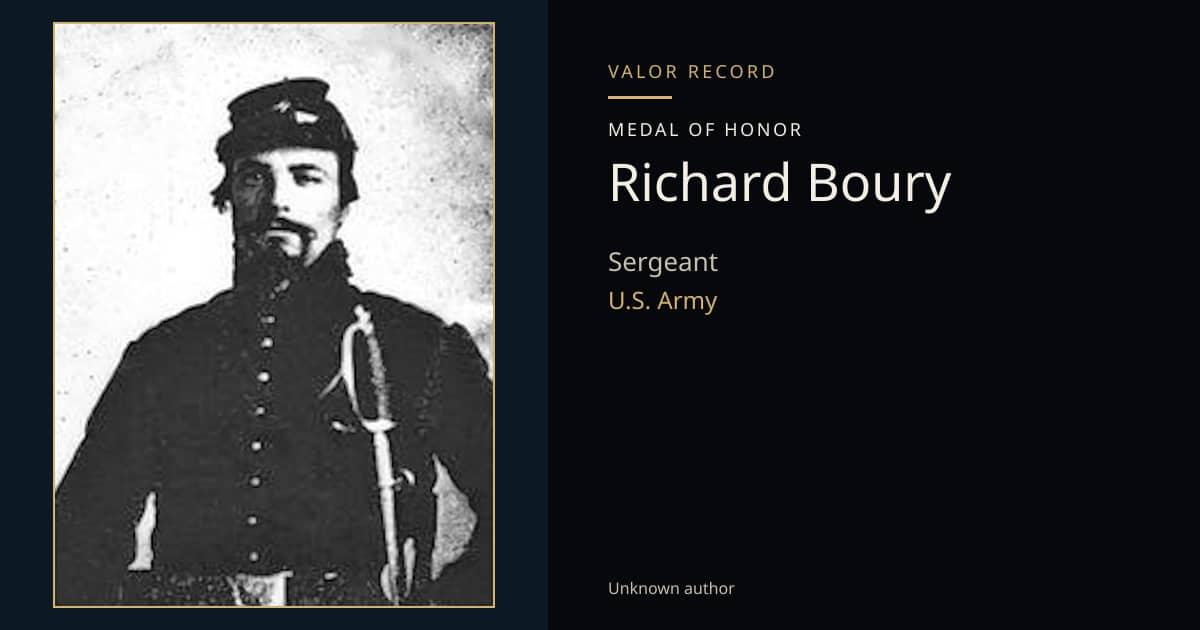 VALOR RECORD
MEDAL OF HONOR
Richard Boury
Sergeant
U.S. Army
Unknown author